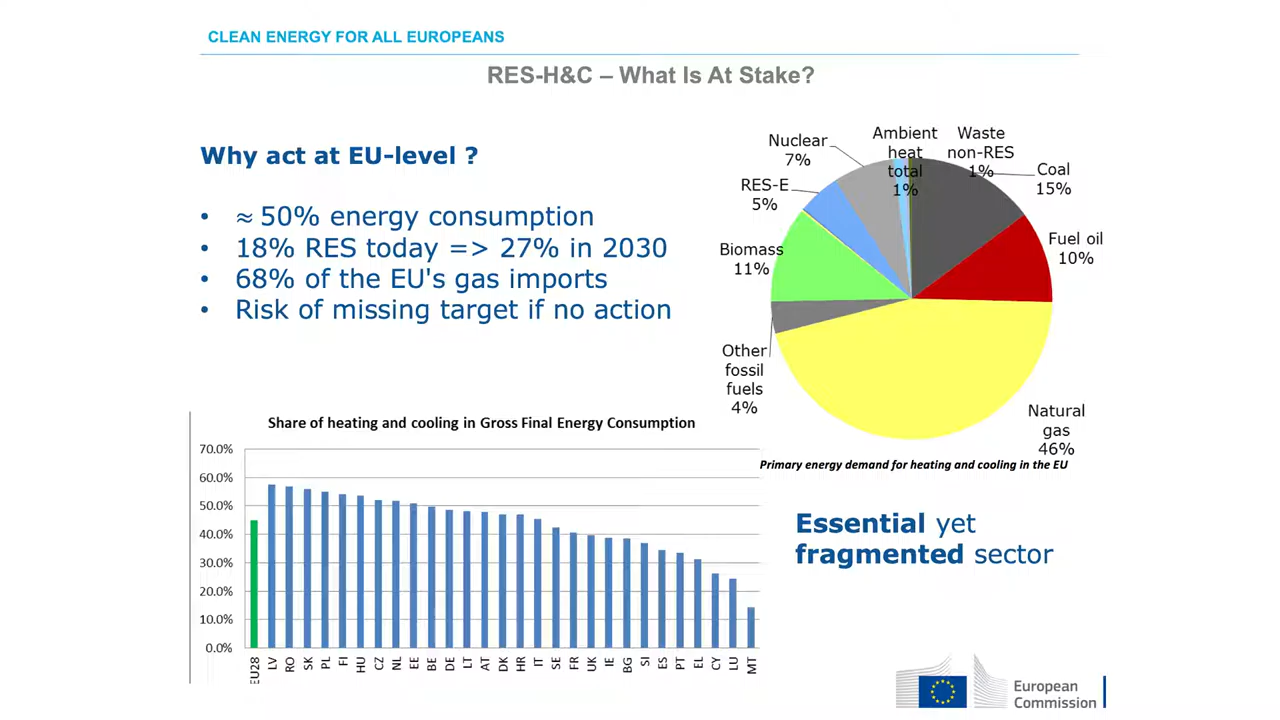 CLEAN ENERGY FOR ALL EUROPEANS
RES-H&C – What Is At Stake?
Why act at EU-level ?
• ≈ 50% energy consumption
• 18% RES today => 27% in 2030
• 68% of the EU's gas imports
• Risk of missing target if no action
Nuclear
7%
Ambient
heat
total
1%
Waste
non-RES
1%
Coal
15%
RES-E
5%
Fuel oil
10%
Biomass
11%
Other
fossil
fuels
4%
Natural
gas
46%
Primary energy demand for heating and cooling in the EU
Share of heating and cooling in Gross Final Energy Consumption
70.0%
60.0%
50.0%
40.0%
30.0%
20.0%
10.0%
0.0%
EU28 LV RO SK PL FI HU CZ NL EE BE DE LT AT DK HR IT SE FR UK IE BG SI ES PT EL CY LU MT
Essential yet
fragmented sector
European
Commission